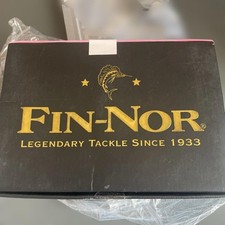 FIN-NOR®
LEGENDARY TACKLE SINCE 1933